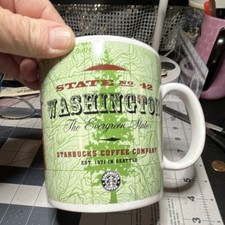 STATE No 42
WASHINGTON
The Evergreen State
STARBUCKS COFFEE COMPANY
EST. 1971 IN SEATTLE